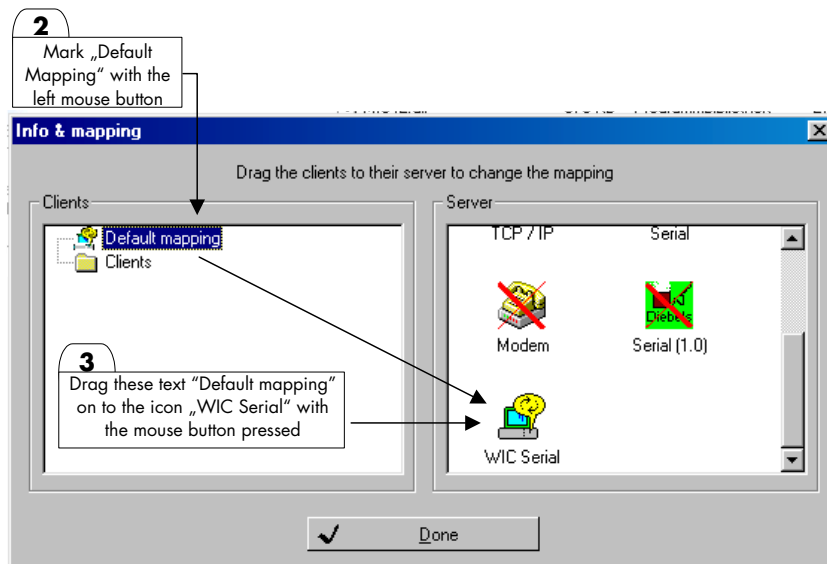 2
Mark „Default
Mapping“ with the
left mouse button
Info & mapping
Drag the clients to their server to change the mapping
Clients
Default mapping
Clients
Server
TCP / IP
Serial
Modem
Diebels
Serial (1.0)
WIC Serial
3
Drag these text “Default mapping”
on to the icon „WIC Serial“ with
the mouse button pressed
Done